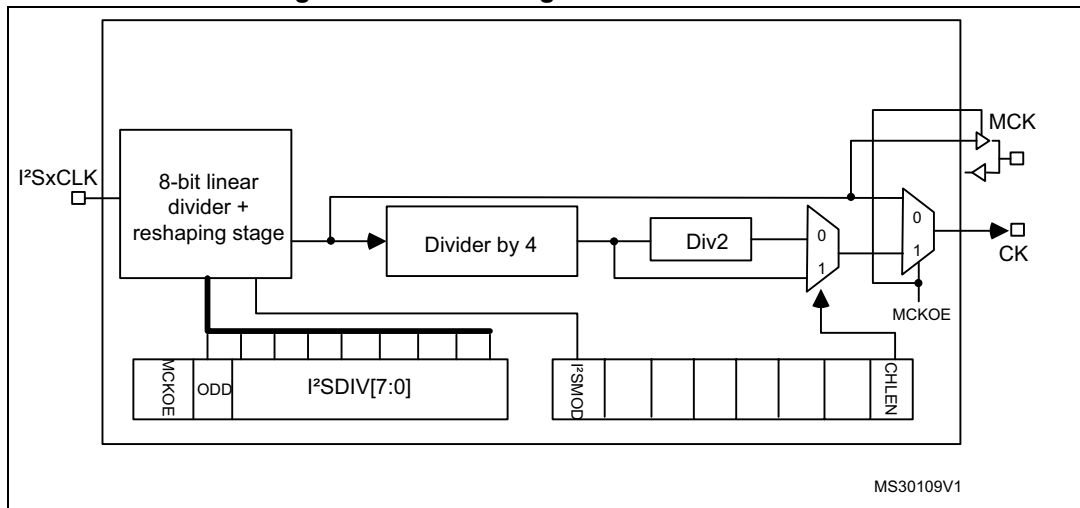 MCK
I²SxCLK
8-bit linear
divider +
reshaping stage
Divider by 4
Div2
0
1
0
1
CK
MCKOE
MCKOE
ODD
I²SDIV[7:0]
I²SMOD
CHLEN
MS30109V1